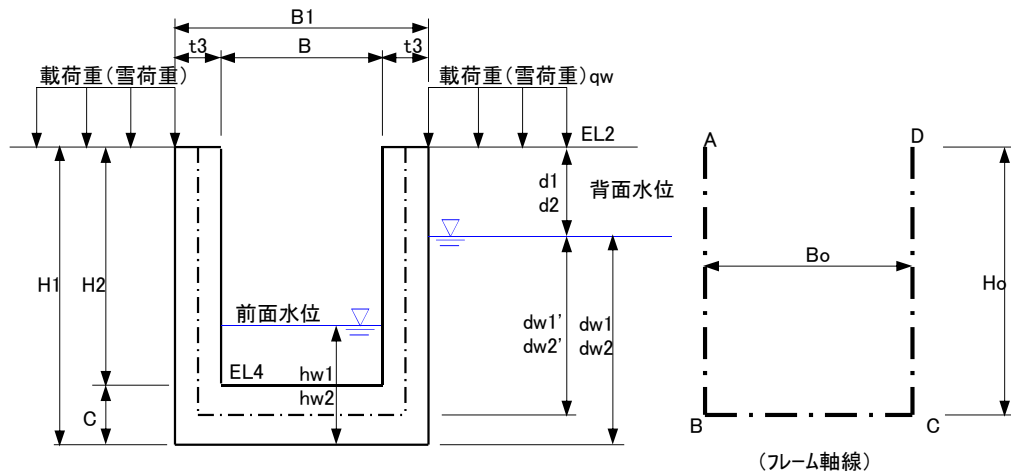 B1
t3
B
t3
載荷重(雪荷重)
載荷重(雪荷重)qw
EL2
A
D
d1
d2
背面水位
H1
H2
Bo
Ho
前面水位
dw1'
dw2'
dw1
dw2
EL4
hw1
hw2
C
B
C
(フレーム軸線)